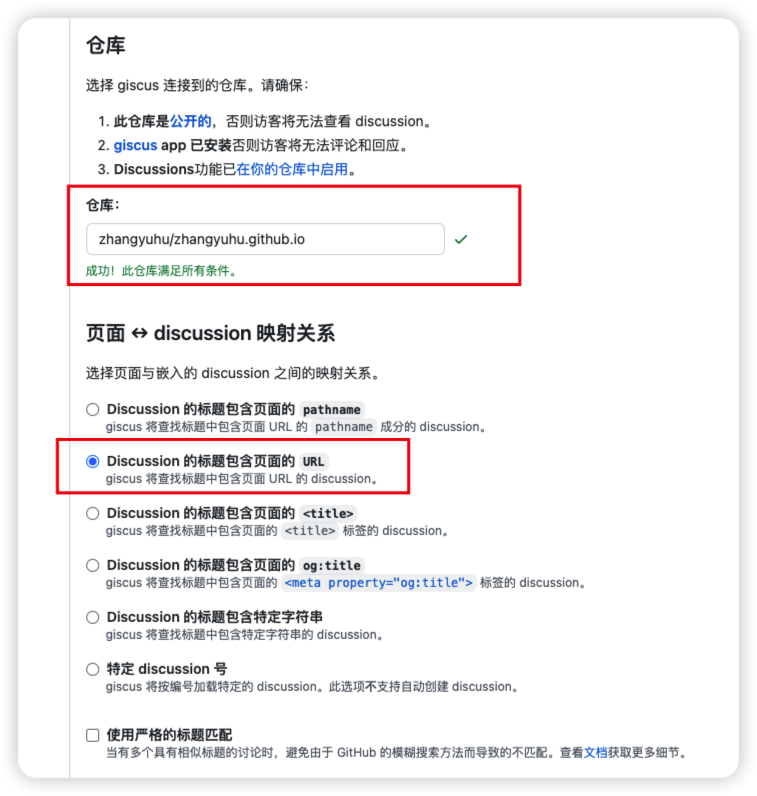 仓库
选择 giscus 连接到的仓库。请确保：
1. 此仓库是公开的，否则访客将无法查看 discussion。
2. giscus app 已安装否则访客将无法评论和回应。
3. Discussions功能已在你的仓库中启用。
仓库：
zhangyuhu/zhangyuhu.github.io
成功！此仓库满足所有条件。
页面 ↔ discussion 映射关系
选择页面与嵌入的 discussion 之间的映射关系。
Discussion 的标题包含页面的 pathname
giscus 将查找标题中包含页面 URL 的 pathname 成分的 discussion。
Discussion 的标题包含页面的 URL
giscus 将查找标题中包含页面 URL 的 discussion。
Discussion 的标题包含页面的 <title>
giscus 将查找标题中包含页面的 <title> 标签的 discussion。
Discussion 的标题包含页面的 og:title
giscus 将查找标题中包含页面的 <meta property="og:title"> 标签的 discussion。
Discussion 的标题包含特定字符串
giscus 将查找标题中包含特定字符串的 discussion。
特定 discussion 号
giscus 将按编号加载特定的 discussion。此选项不支持自动创建 discussion。
使用严格的标题匹配
当有多个具有相似标题的讨论时，避免由于 GitHub 的模糊搜索方法而导致的不匹配。查看文档获取更多细节。